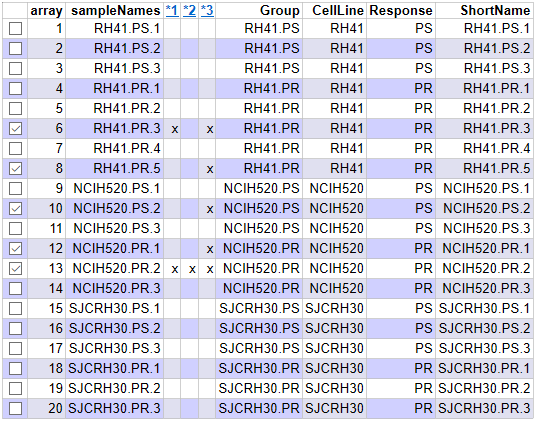 array sampleNames *1 *2 *3 Group CellLine Response ShortName
1 RH41.PS.1 RH41.PS RH41 PS RH41.PS.1
2 RH41.PS.2 RH41.PS RH41 PS RH41.PS.2
3 RH41.PS.3 RH41.PS RH41 PS RH41.PS.3
4 RH41.PR.1 RH41.PR RH41 PR RH41.PR.1
5 RH41.PR.2 RH41.PR RH41 PR RH41.PR.2
6 RH41.PR.3 x x RH41.PR RH41 PR RH41.PR.3
7 RH41.PR.4 RH41.PR RH41 PR RH41.PR.4
8 RH41.PR.5 x RH41.PR RH41 PR RH41.PR.5
9 NCIH520.PS.1 NCIH520.PS NCIH520 PS NCIH520.PS.1
10 NCIH520.PS.2 x NCIH520.PS NCIH520 PS NCIH520.PS.2
11 NCIH520.PS.3 NCIH520.PS NCIH520 PS NCIH520.PS.3
12 NCIH520.PR.1 x NCIH520.PR NCIH520 PR NCIH520.PR.1
13 NCIH520.PR.2 x x x NCIH520.PR NCIH520 PR NCIH520.PR.2
14 NCIH520.PR.3 NCIH520.PR NCIH520 PR NCIH520.PR.3
15 SJCRH30.PS.1 SJCRH30.PS SJCRH30 PS SJCRH30.PS.1
16 SJCRH30.PS.2 SJCRH30.PS SJCRH30 PS SJCRH30.PS.2
17 SJCRH30.PS.3 SJCRH30.PS SJCRH30 PS SJCRH30.PS.3
18 SJCRH30.PR.1 SJCRH30.PR SJCRH30 PR SJCRH30.PR.1
19 SJCRH30.PR.2 SJCRH30.PR SJCRH30 PR SJCRH30.PR.2
20 SJCRH30.PR.3 SJCRH30.PR SJCRH30 PR SJCRH30.PR.3